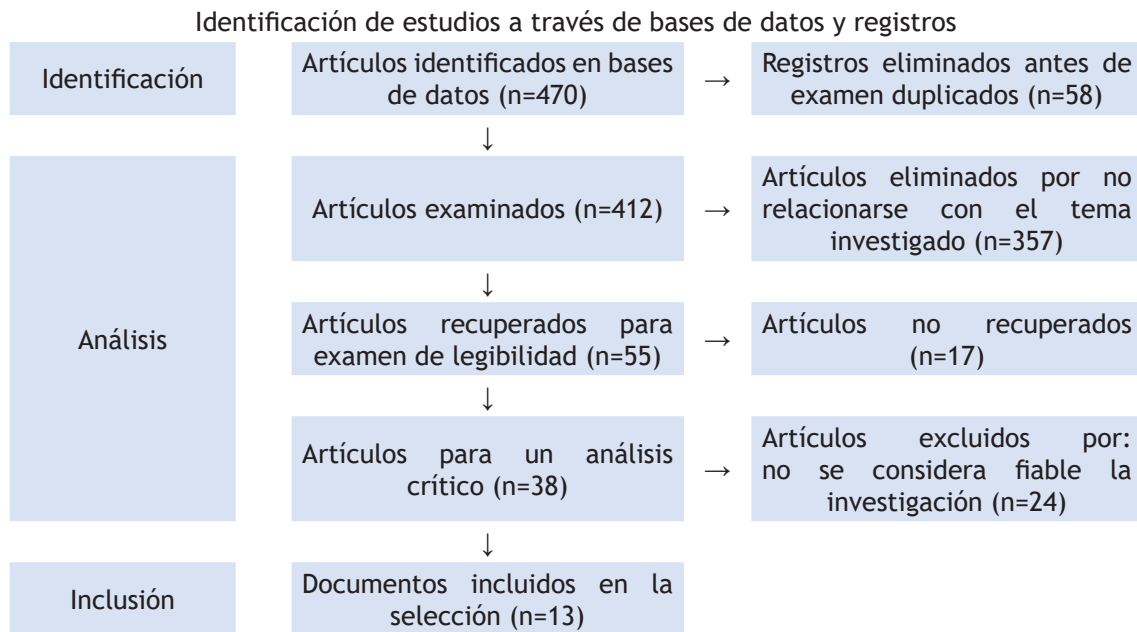 Identificación de estudios a través de bases de datos y registros
Identificación
Artículos identificados en bases
de datos (n=470)
→
Registros eliminados antes de
examen duplicados (n=58)
↓
Análisis
Artículos examinados (n=412)
→
Artículos eliminados por no
relacionarse con el tema
investigado (n=357)
↓
Artículos recuperados para
examen de legibilidad (n=55)
→
Artículos no recuperados
(n=17)
↓
Artículos para un análisis
crítico (n=38)
→
Artículos excluidos por:
no se considera fiable la
investigación (n=24)
↓
Inclusión
Documentos incluidos en la
selección (n=13)